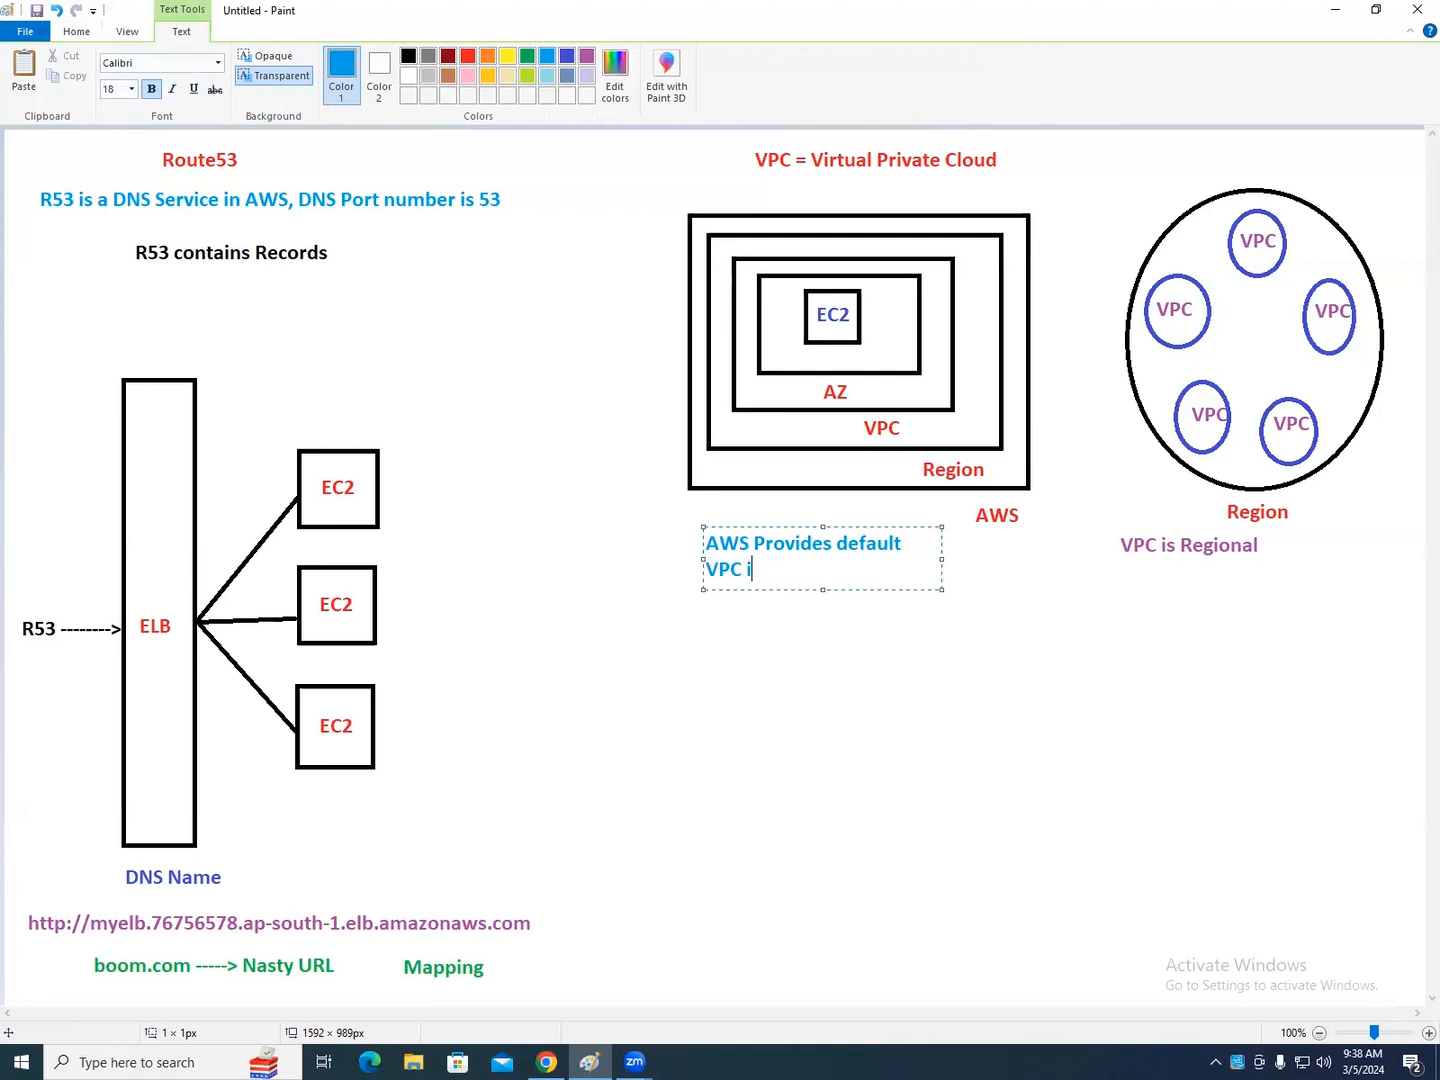 Text Tools
Untitled - Paint
File
Home
View
Text
Paste
Cut
Copy
Clipboard
Calibri
18
B
I
U
abc
Font
A
Opaque
A
Transparent
Background
Color
1
Color
2
Edit
colors
Colors
Edit with
Paint 3D
Route53
R53 is a DNS Service in AWS, DNS Port number is 53
R53 contains Records
ELB
R53 -------->
EC2
EC2
EC2
DNS Name
http://myelb.76756578.ap-south-1.elb.amazonaws.com
boom.com -----> Nasty URL
Mapping
VPC = Virtual Private Cloud
EC2
AZ
VPC
Region
AWS
AWS Provides default
VPC i
VPC
VPC
VPC
VPC
VPC
Region
VPC is Regional
Activate Windows
Go to Settings to activate Windows.
1 × 1px
1592 × 989px
100%
Type here to search
zm
9:38 AM
3/5/2024
2